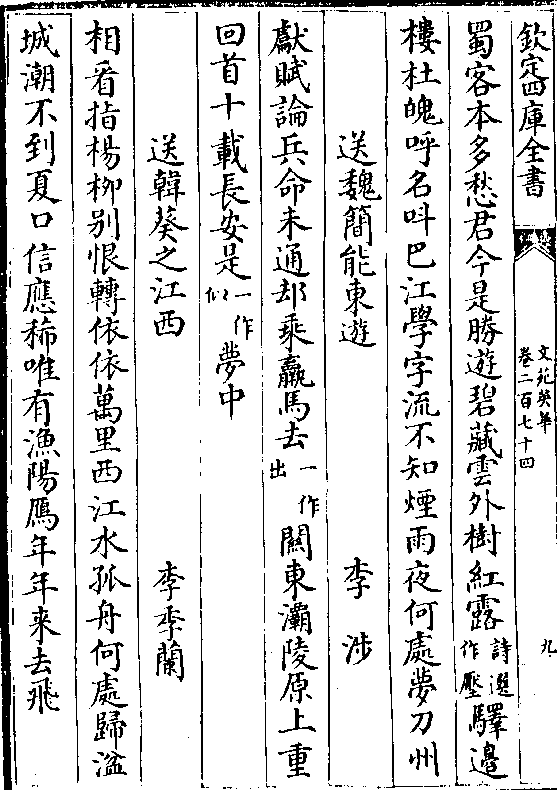 欽定四庫全書
文苑英華
卷二百七十四
九
蜀客本多愁君今是勝遊碧藏雲外樹紅露詩選作壓驛邉
樓杜魄呼名呌巴江學字流不知煙雨夜何處夢刀州
送魏簡能東遊 李涉
獻賦論兵命未通却乘羸馬去一作出關東灞陵原上重
回首十載長安是一作似夢中
送韓葵之江西 李季蘭
相看指楊柳别恨轉依依萬里西江水孤舟何處歸湓
城潮不到夏口信應稀唯有漁陽鴈年年来去飛